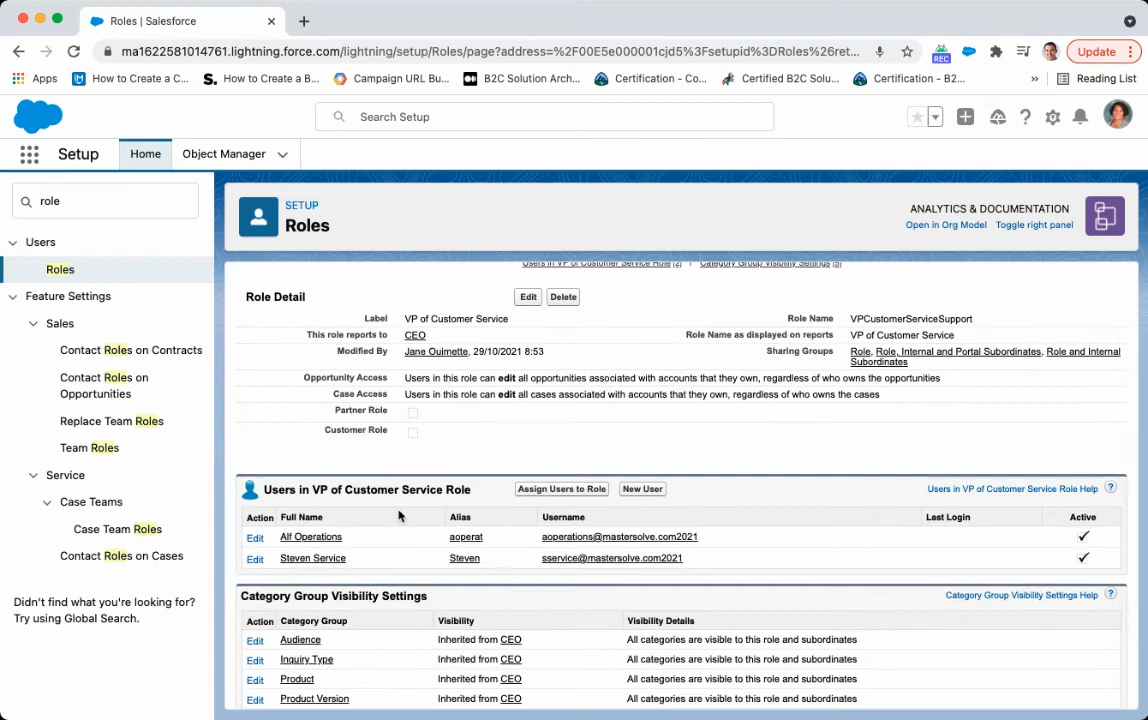 Roles | Salesforce
ma1622581014761.lightning.force.com/lightning/setup/Roles/page?address=%2F00E5e000001cjd5%3Fsetupid%3DRoles%26ret...
REC
Update
Apps
How to Create a C...
How to Create a B...
Campaign URL Bu...
B2C Solution Arch...
Certification - Co...
Certified B2C Solu...
Certification - B2...
»
Reading List
Search Setup
Setup
Home
Object Manager
role
Users
Roles
Feature Settings
Sales
Contact Roles on Contracts
Contact Roles on
Opportunities
Replace Team Roles
Team Roles
Service
Case Teams
Case Team Roles
Contact Roles on Cases
Didn't find what you're looking for?
Try using Global Search.
SETUP
Roles
ANALYTICS & DOCUMENTATION
Open in Org Model Toggle right panel
Users in VP of Customer Service Role [2] | Category Group Visibility Settings [5]
Role Detail
Edit Delete
Label VP of Customer Service Role Name VPCustomerServiceSupport
This role reports to CEO Role Name as displayed on reports VP of Customer Service
Modified By Jane Ouimette, 29/10/2021 8:53 Sharing Groups Role, Role, Internal and Portal Subordinates, Role and Internal
Subordinates
Opportunity Access Users in this role can edit all opportunities associated with accounts that they own, regardless of who owns the opportunities
Case Access Users in this role can edit all cases associated with accounts that they own, regardless of who owns the cases
Partner Role
Customer Role
Users in VP of Customer Service Role Assign Users to Role New User Users in VP of Customer Service Role Help ?
Action Full Name Alias Username Last Login Active
Edit Alf Operations aoperat aoperations@mastersolve.com2021
Edit Steven Service Steven sservice@mastersolve.com2021
Category Group Visibility Settings Category Group Visibility Settings Help ?
Action Category Group Visibility Visibility Details
Edit Audience Inherited from CEO All categories are visible to this role and subordinates
Edit Inquiry Type Inherited from CEO All categories are visible to this role and subordinates
Edit Product Inherited from CEO All categories are visible to this role and subordinates
Edit Product Version Inherited from CEO All categories are visible to this role and subordinates